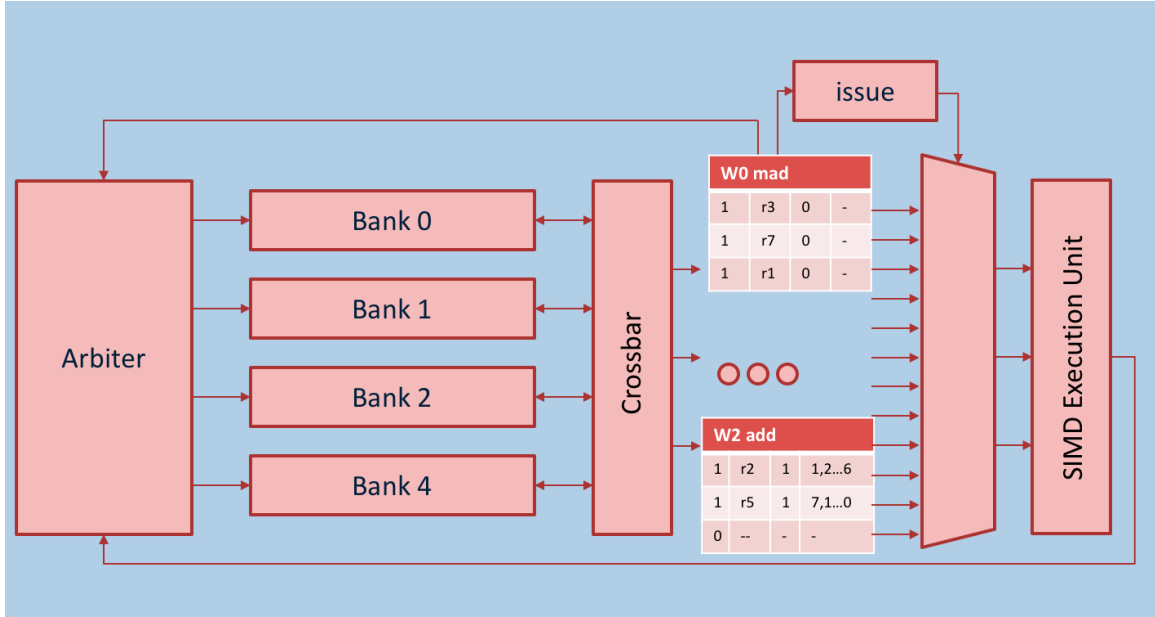 issue
Arbiter
Bank 0
Bank 1
Bank 2
Bank 4
Crossbar
W0 mad
1 r3 0 -
1 r7 0 -
1 r1 0 -
W2 add
1 r2 1 1,2...6
1 r5 1 7,1...0
0 -- - -
SIMD Execution Unit